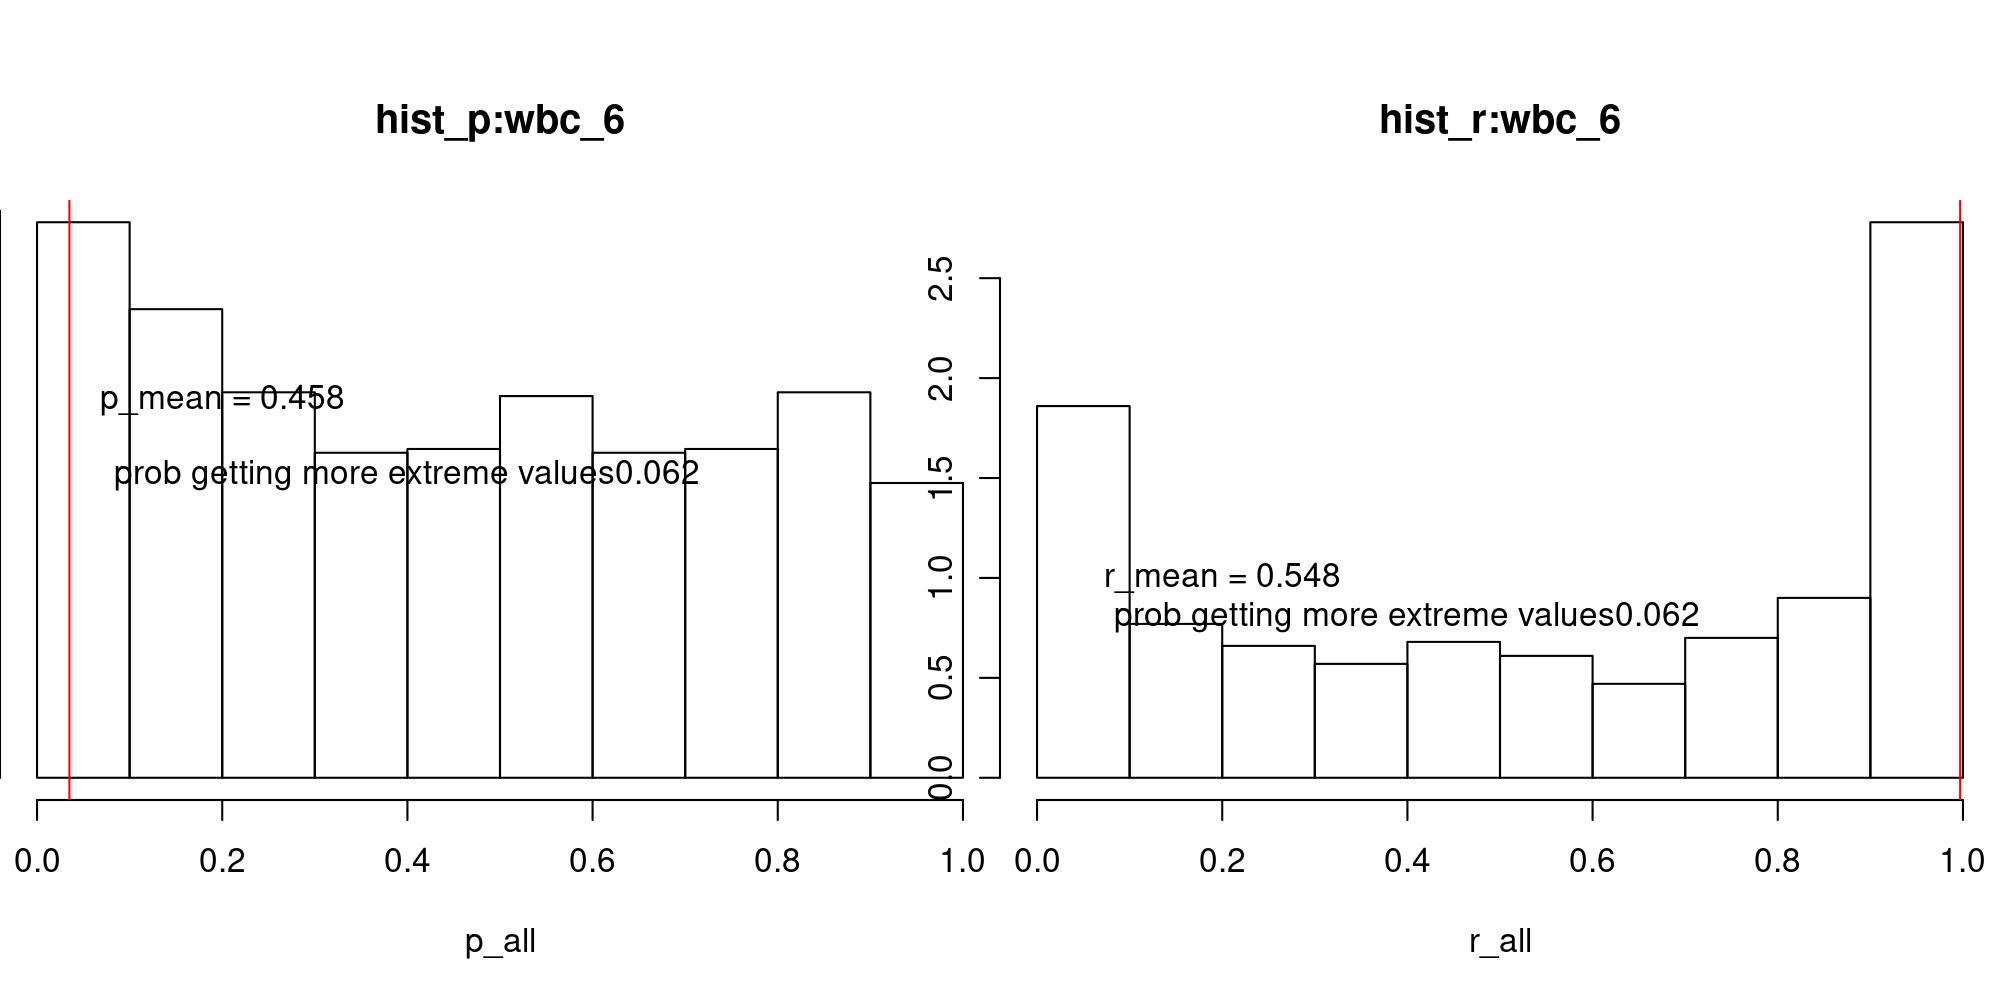 hist_p:wbc_6
p_mean = 0.458
prob getting more extreme values0.062
0.0 0.2 0.4 0.6 0.8 1.0
p_all
hist_r:wbc_6
2.5
2.0
1.5
1.0
0.5
0.0
r_mean = 0.548
prob getting more extreme values0.062
0.0 0.2 0.4 0.6 0.8 1.0
r_all